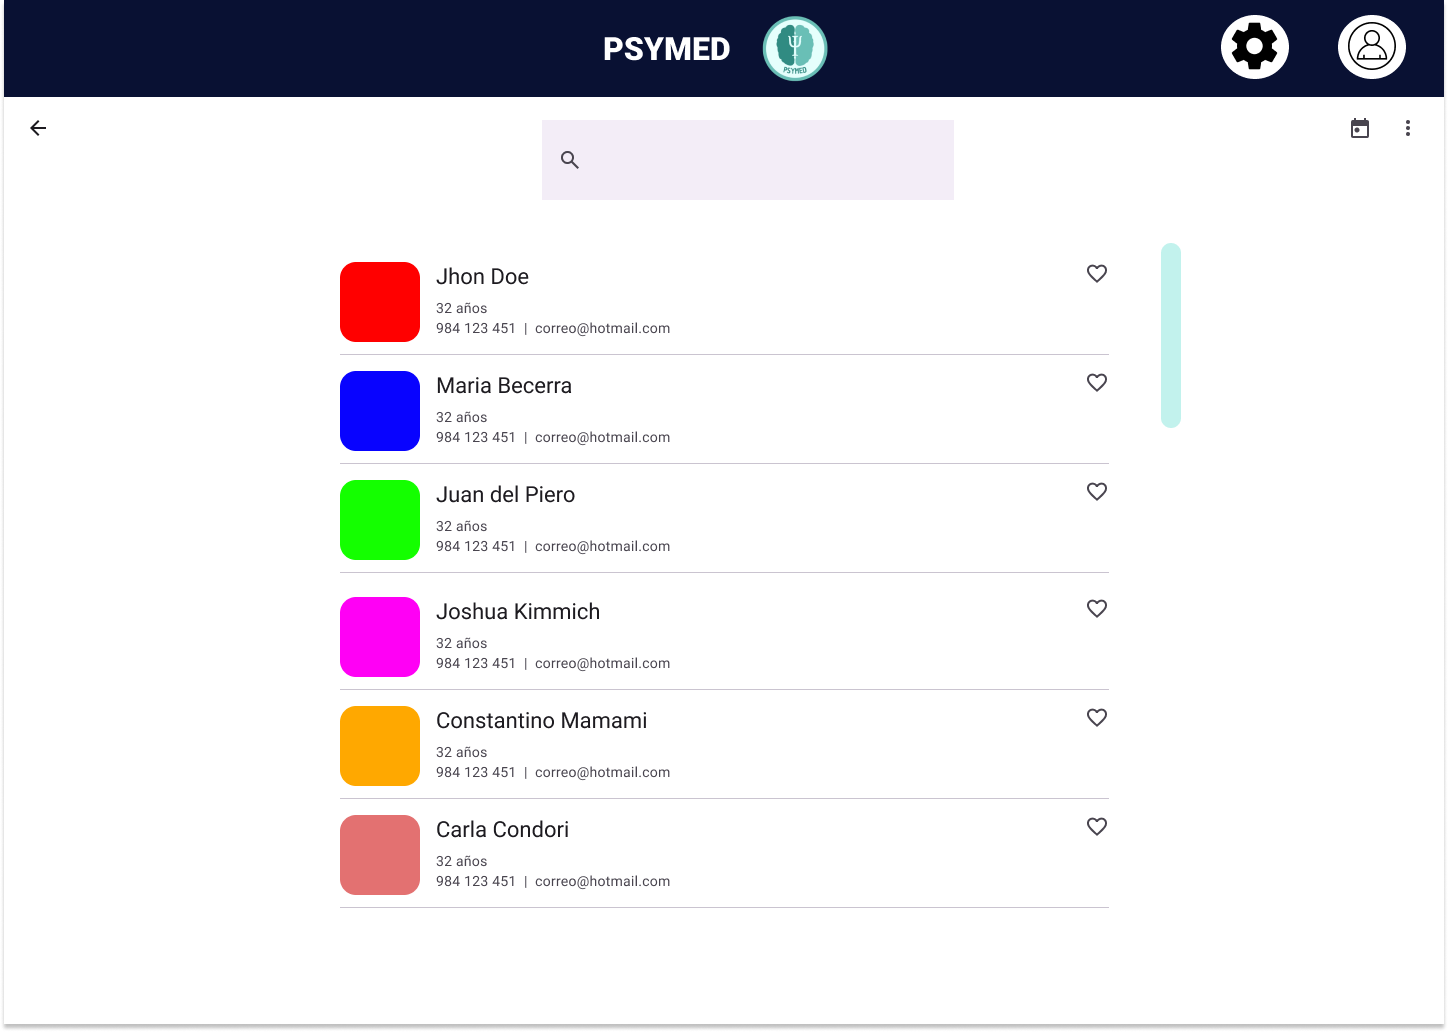 PSYMED
PSYMED
Jhon Doe
32 años
984 123 451 | correo@hotmail.com
Maria Becerra
32 años
984 123 451 | correo@hotmail.com
Juan del Piero
32 años
984 123 451 | correo@hotmail.com
Joshua Kimmich
32 años
984 123 451 | correo@hotmail.com
Constantino Mamami
32 años
984 123 451 | correo@hotmail.com
Carla Condori
32 años
984 123 451 | correo@hotmail.com